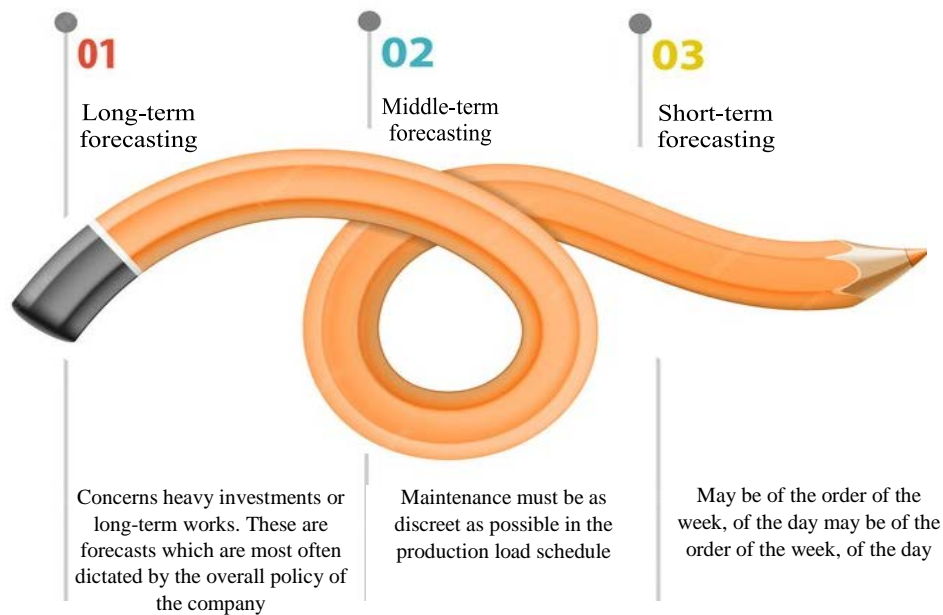 01
Long-term
forecasting
02
Middle-term
forecasting
03
Short-term
forecasting
Concerns heavy investments or
long-term works. These are
forecasts which are most often
dictated by the overall policy of
the company
Maintenance must be as
discreet as possible in the
production load schedule
May be of the order of the
week, of the day may be of the
order of the week, of the day